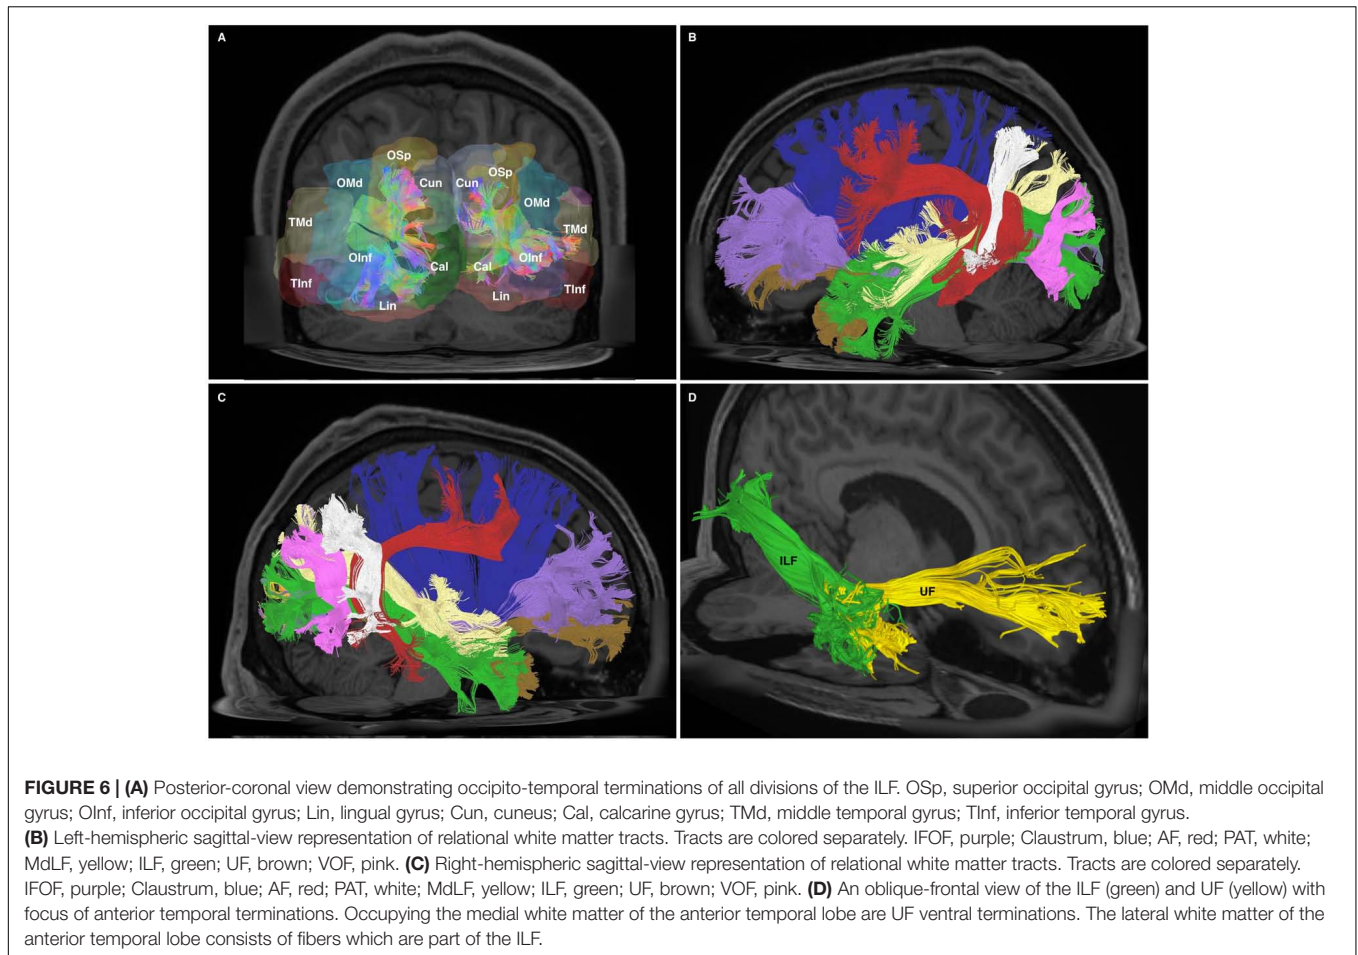 A
B
OSp
OSp
OMd
Cun
Cun
OMd
TMd
TMd
OInf
OInf
Cal
Cal
TInf
TInf
Lin
Lin
C
D
ILF
UF
FIGURE 6 | (A) Posterior-coronal view demonstrating occipito-temporal terminations of all divisions of the ILF. OSp, superior occipital gyrus; OMd, middle occipital
gyrus; OInf, inferior occipital gyrus; Lin, lingual gyrus; Cun, cuneus; Cal, calcarine gyrus; TMd, middle temporal gyrus; TInf, inferior temporal gyrus.
(B) Left-hemispheric sagittal-view representation of relational white matter tracts. Tracts are colored separately. IFOF, purple; Claustrum, blue; AF, red; PAT, white;
MdLF, yellow; ILF, green; UF, brown; VOF, pink. (C) Right-hemispheric sagittal-view representation of relational white matter tracts. Tracts are colored separately.
IFOF, purple; Claustrum, blue; AF, red; PAT, white; MdLF, yellow; ILF, green; UF, brown; VOF, pink. (D) An oblique-frontal view of the ILF (green) and UF (yellow) with
focus of anterior temporal terminations. Occupying the medial white matter of the anterior temporal lobe are UF ventral terminations. The lateral white matter of the
anterior temporal lobe consists of fibers which are part of the ILF.